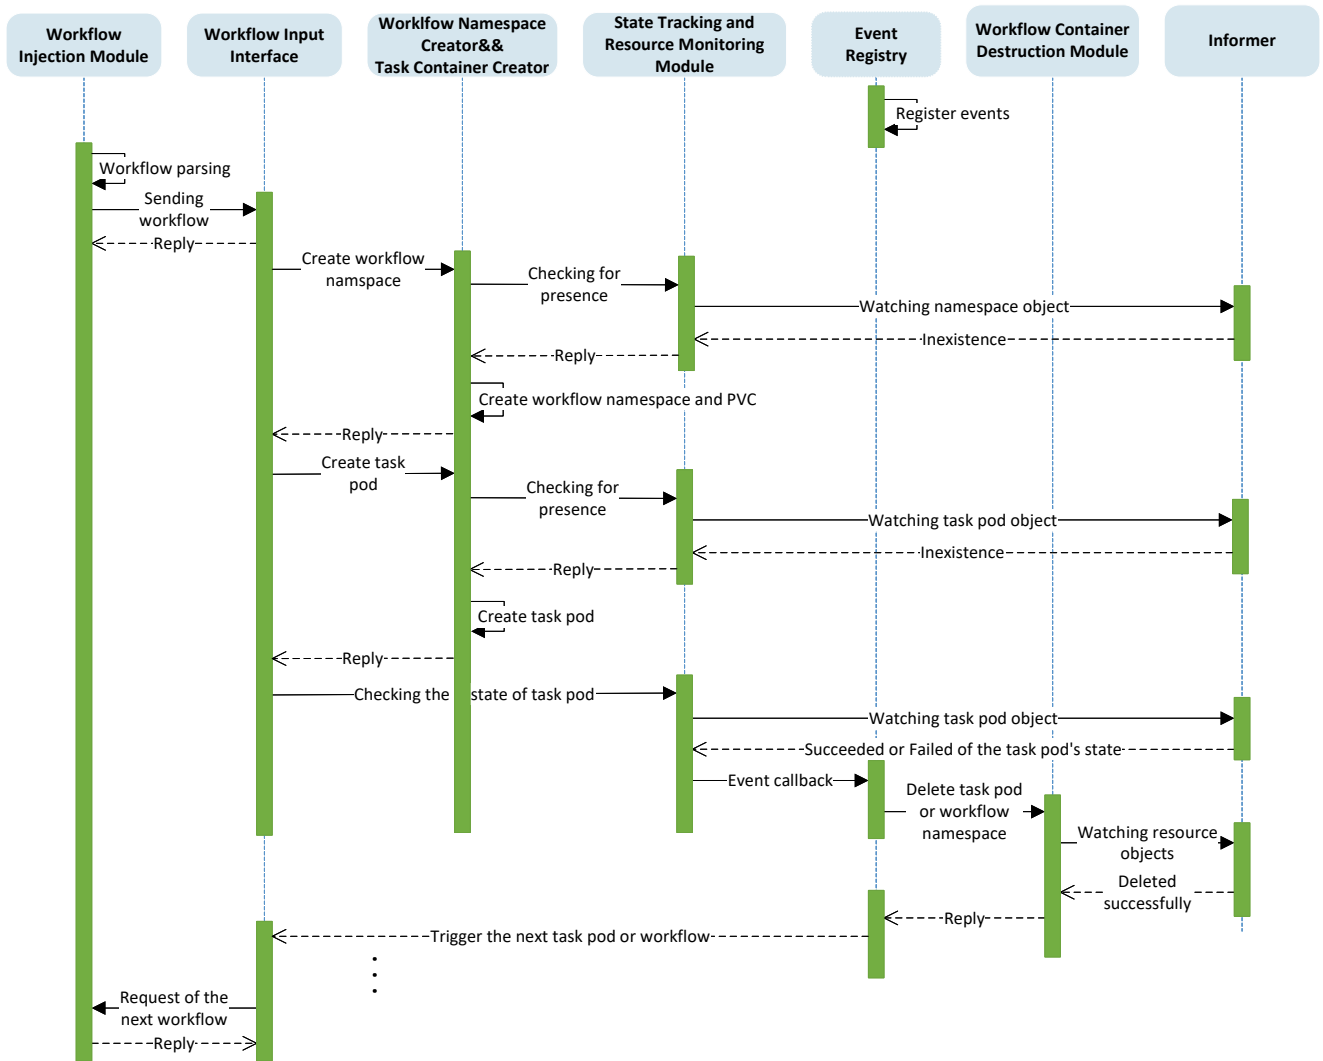 Workflow
Injection Module
Workflow Input
Interface
Worklfow Namespace
Creator&&
Task Container Creator
State Tracking and
Resource Monitoring
Module
Event
Registry
Workflow Container
Destruction Module
Informer
Register events
Workflow parsing
Sending
workflow
Reply
Create workflow
namspace
Checking for
presence
Watching namespace object
Inexistence
Reply
Create workflow namespace and PVC
Reply
Create task
pod
Checking for
presence
Watching task pod object
Inexistence
Reply
Create task pod
Reply
Checking the state of task pod
Watching task pod object
Succeeded or Failed of the task pod's state
Event callback
Delete task pod
or workflow
namespace
Watching resource
objects
Deleted
successfully
Reply
Trigger the next task pod or workflow
Request of the
next workflow
Reply